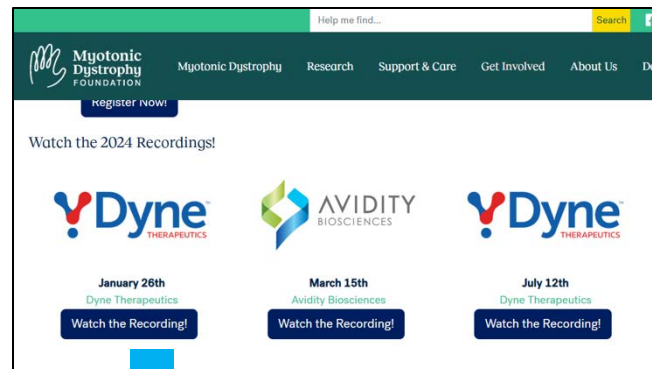 Help me find...
Search
Myotonic
Dystrophy
FOUNDATION
Myotonic Dystrophy Research Support & Care Get Involved About Us
Register Now!
Watch the 2024 Recordings!
Dyne™
THERAPEUTICS
AVIDITY
BIOSCIENCES
Dyne™
THERAPEUTICS
January 26th March 15th July 12th
Dyne Therapeutics Avidity Biosciences Dyne Therapeutics
Watch the Recording! Watch the Recording! Watch the Recording!